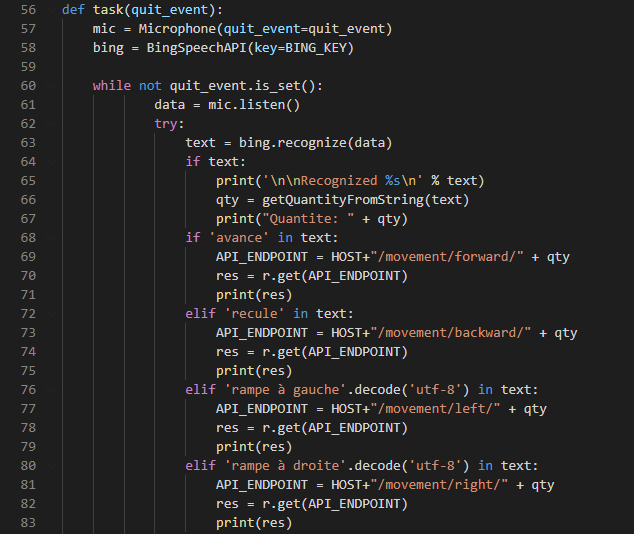 56 def task(quit_event):
57     mic = Microphone(quit_event=quit_event)
58     bing = BingSpeechAPI(key=BING_KEY)
59
60     while not quit_event.is_set():
61             data = mic.listen()
62             try:
63                 text = bing.recognize(data)
64                 if text:
65                     print('\n\nRecognized %s\n' % text)
66                     qty = getQuantityFromString(text)
67                     print("Quantite: " + qty)
68                 if 'avance' in text:
69                     API_ENDPOINT = HOST+"/movement/forward/" + qty
70                     res = r.get(API_ENDPOINT)
71                     print(res)
72                 elif 'recule' in text:
73                     API_ENDPOINT = HOST+"/movement/backward/" + qty
74                     res = r.get(API_ENDPOINT)
75                     print(res)
76                 elif 'rampe à gauche'.decode('utf-8') in text:
77                     API_ENDPOINT = HOST+"/movement/left/" + qty
78                     res = r.get(API_ENDPOINT)
79                     print(res)
80                 elif 'rampe à droite'.decode('utf-8') in text:
81                     API_ENDPOINT = HOST+"/movement/right/" + qty
82                     res = r.get(API_ENDPOINT)
83                     print(res)